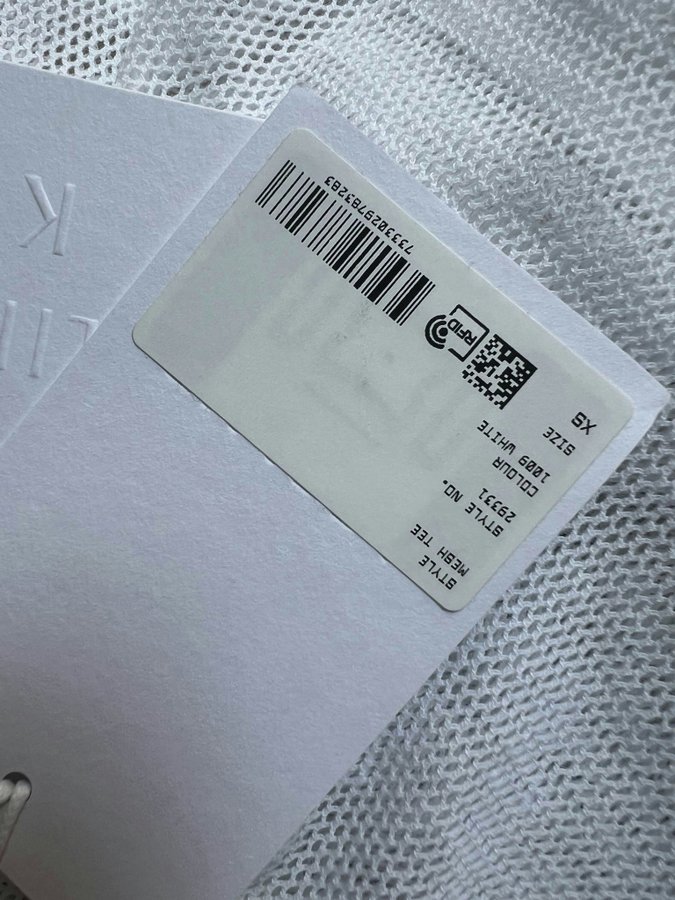 STYLE
MESH TEE
STYLE NO.
29331
COLOUR
1009 WHITE
SIZE
XS
RFID
7333029783283
K